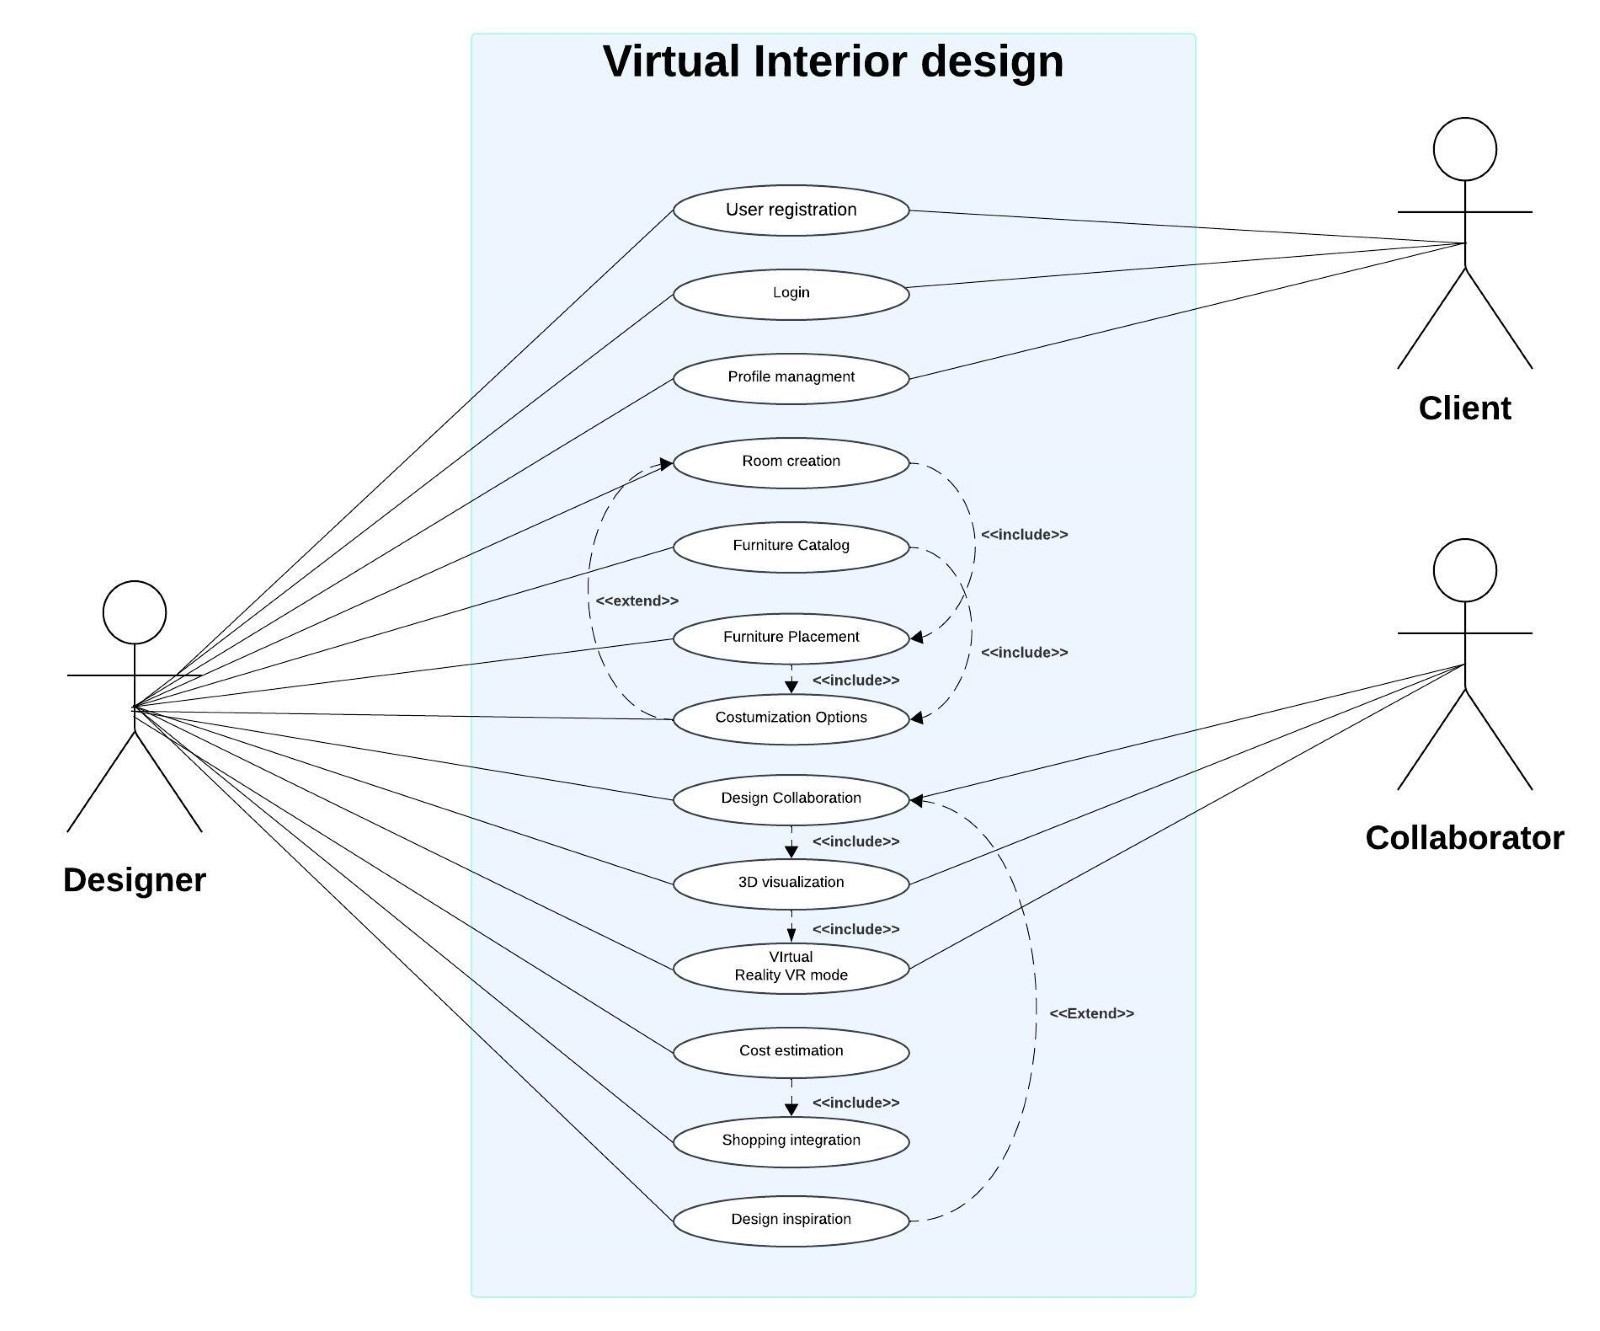 Virtual Interior design
User registration
Login
Profile managment
Client
Room creation
<<include>>
Furniture Catalog
<<extend>>
Furniture Placement
<<include>>
<<include>>
Costumization Options
Design Collaboration
Collaborator
<<include>>
Designer
3D visualization
<<include>>
VIrtual
Reality VR mode
<<Extend>>
Cost estimation
<<include>>
Shopping integration
Design inspiration